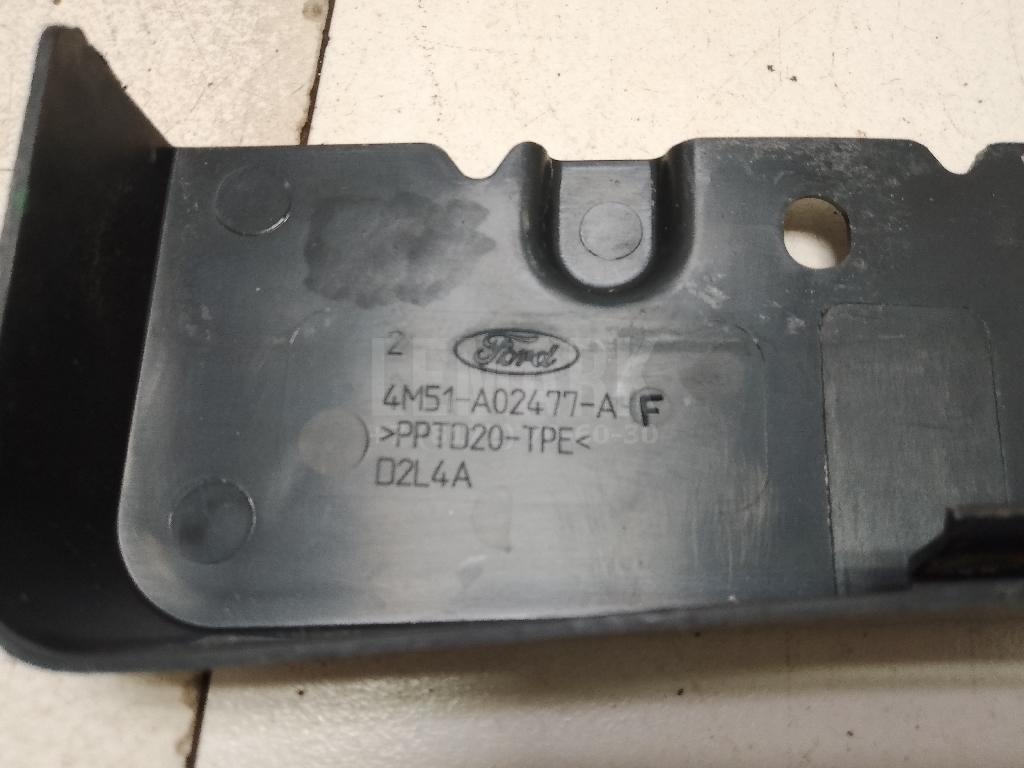 2 Ford
4M51-A02477-A F
>PPTD20-TPE<
D2L4A